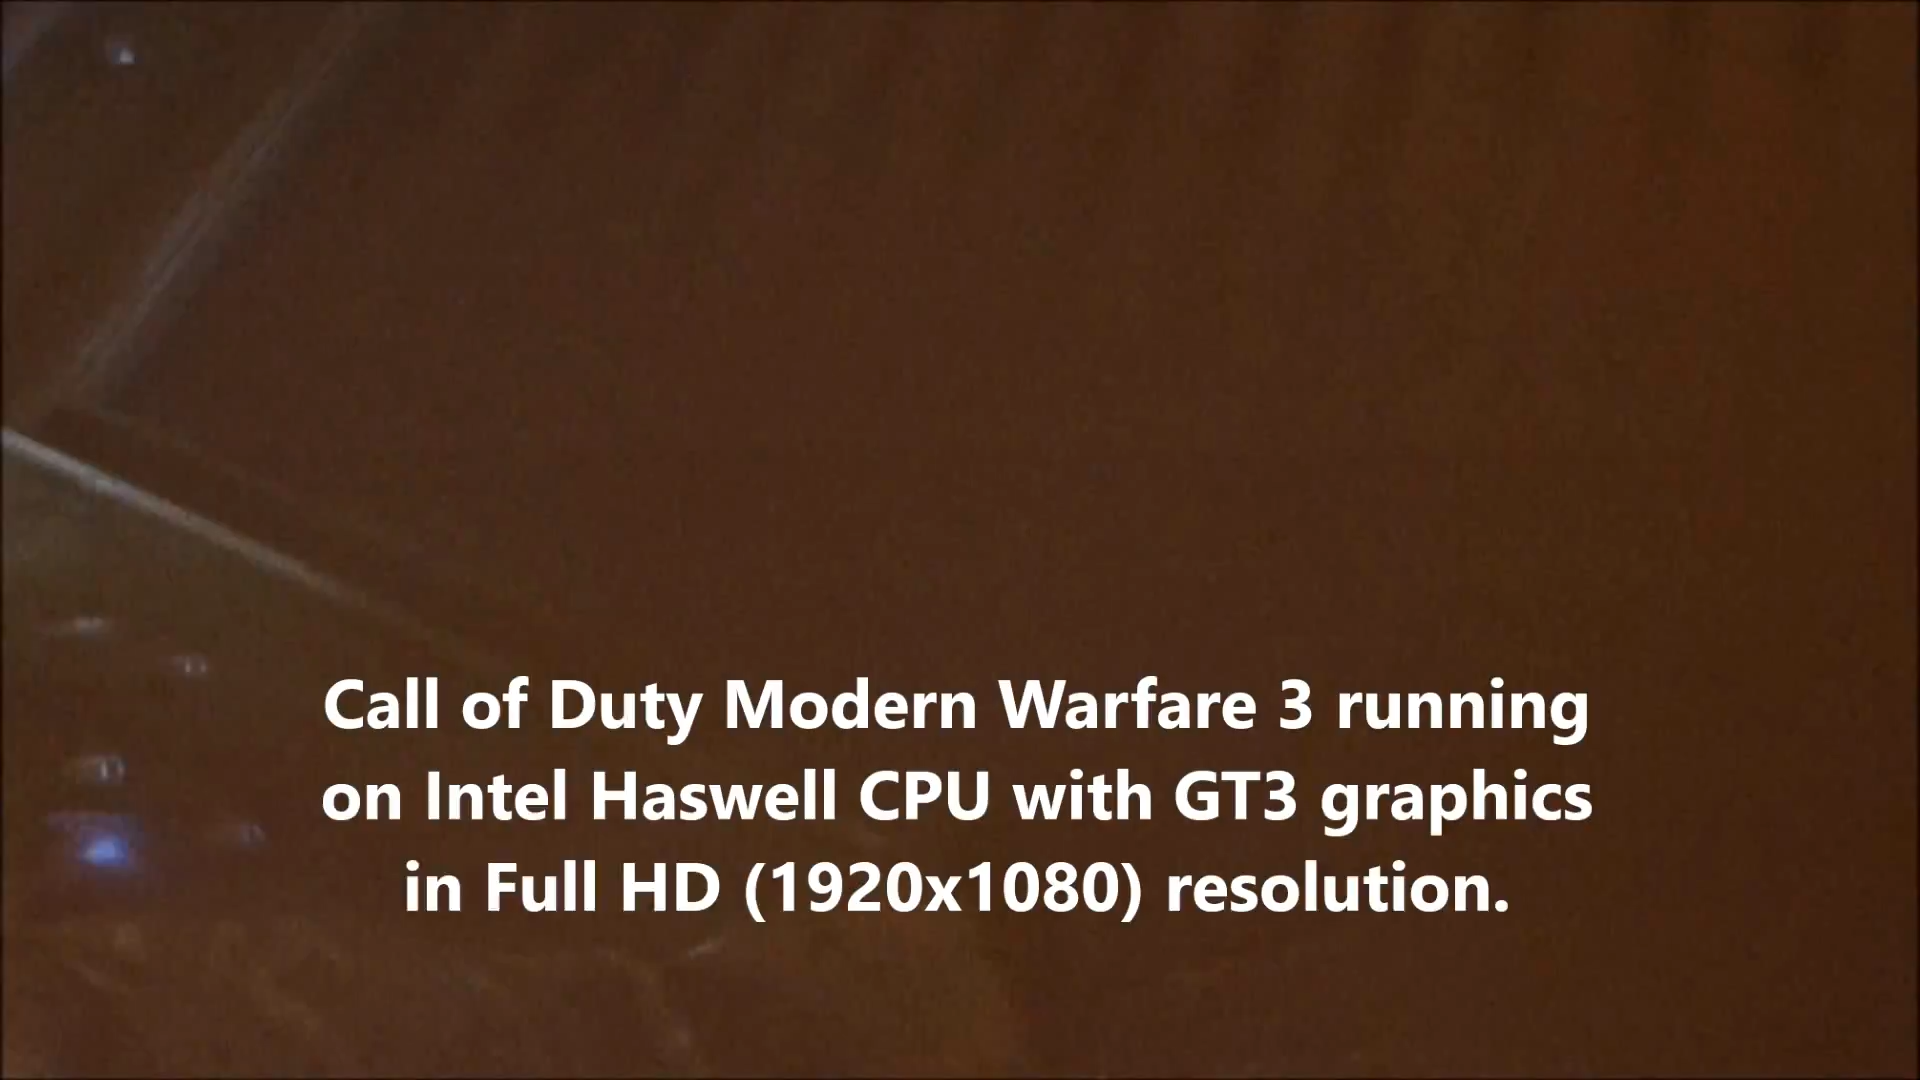 Call of Duty Modern Warfare 3 running
on Intel Haswell CPU with GT3 graphics
in Full HD (1920x1080) resolution.